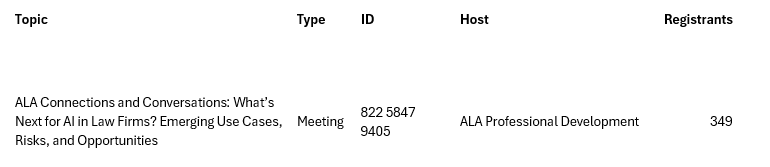 Topic Type ID Host Registrants
ALA Connections and Conversations: What's
Next for AI in Law Firms? Emerging Use Cases,
Risks, and Opportunities
Meeting
822 5847
9405
ALA Professional Development
349